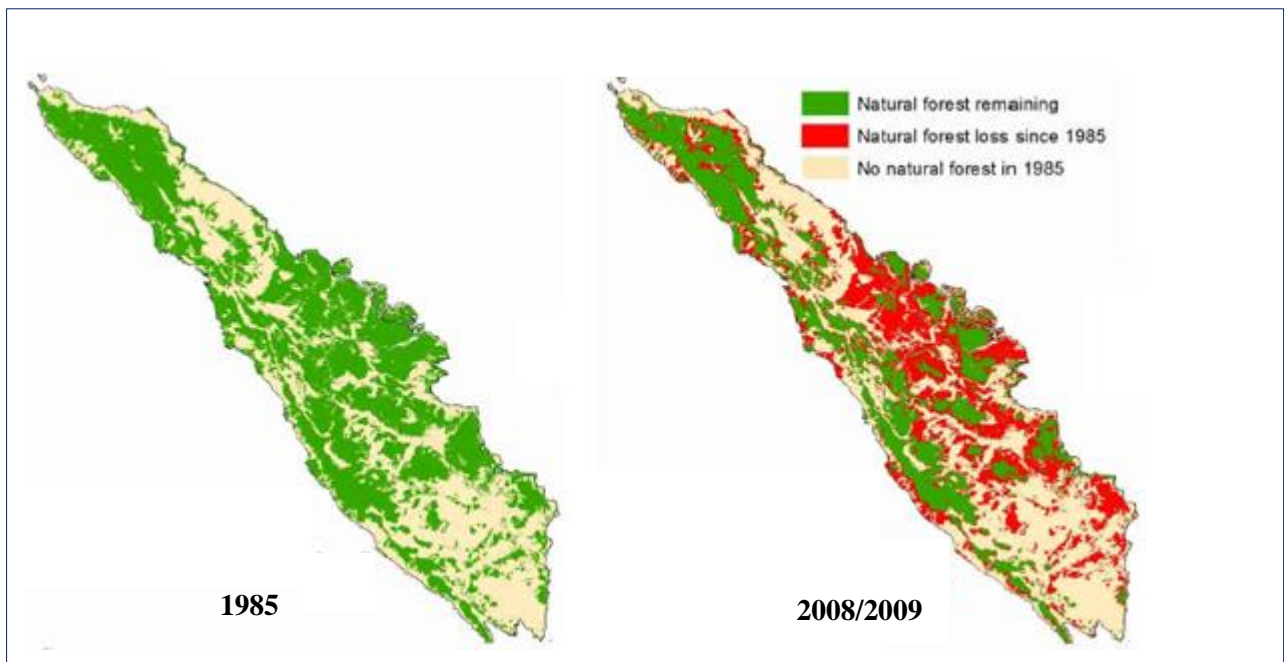 Natural forest remaining
Natural forest loss since 1985
No natural forest in 1985
1985
2008/2009